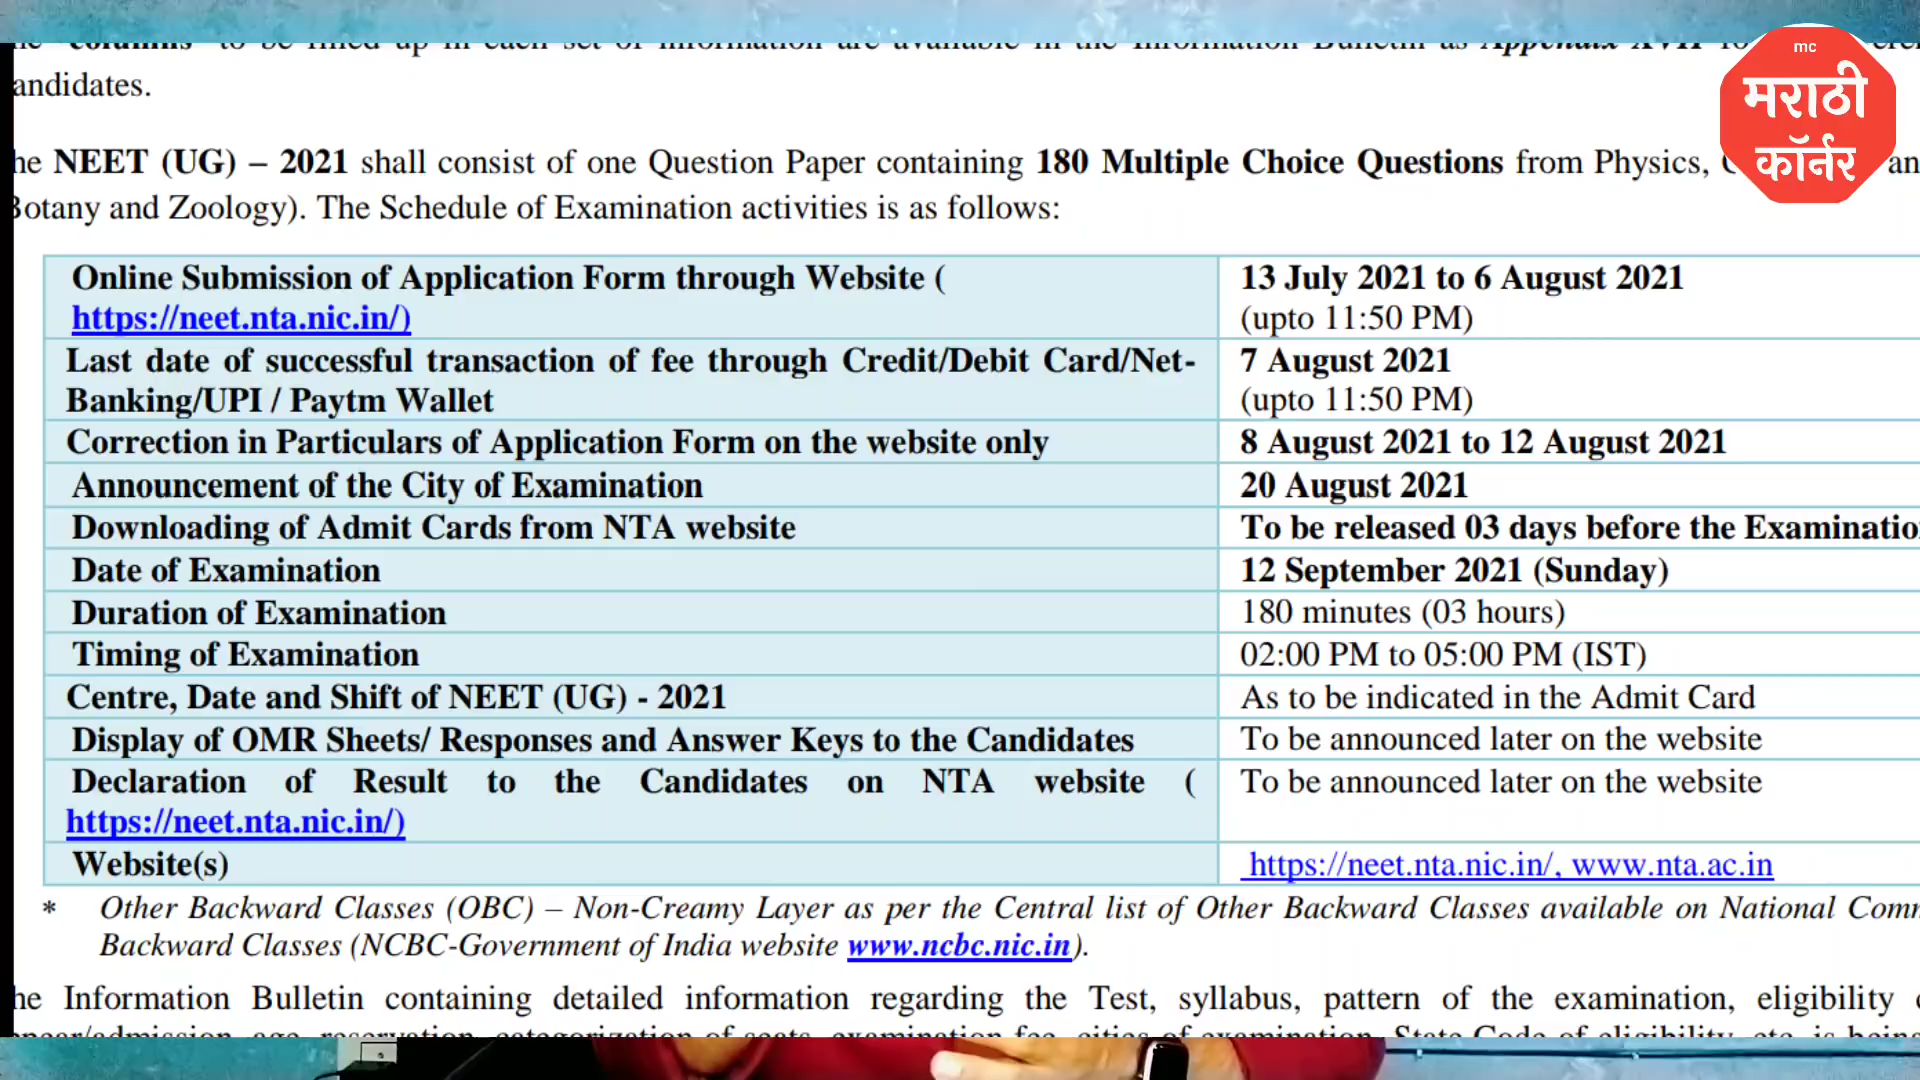 candidates.
the NEET (UG) – 2021 shall consist of one Question Paper containing 180 Multiple Choice Questions from Physics,
Botany and Zoology). The Schedule of Examination activities is as follows:
mc
मराठी
कॉर्नर
Online Submission of Application Form through Website (
https://neet.nta.nic.in/)
13 July 2021 to 6 August 2021
(upto 11:50 PM)
Last date of successful transaction of fee through Credit/Debit Card/Net-
Banking/UPI / Paytm Wallet
7 August 2021
(upto 11:50 PM)
Correction in Particulars of Application Form on the website only
8 August 2021 to 12 August 2021
Announcement of the City of Examination
20 August 2021
Downloading of Admit Cards from NTA website
To be released 03 days before the Examinatio
Date of Examination
12 September 2021 (Sunday)
Duration of Examination
180 minutes (03 hours)
Timing of Examination
02:00 PM to 05:00 PM (IST)
Centre, Date and Shift of NEET (UG) - 2021
As to be indicated in the Admit Card
Display of OMR Sheets/ Responses and Answer Keys to the Candidates
To be announced later on the website
Declaration of Result to the Candidates on NTA website (
https://neet.nta.nic.in/)
To be announced later on the website
Website(s)
https://neet.nta.nic.in/, www.nta.ac.in
* Other Backward Classes (OBC) – Non-Creamy Layer as per the Central list of Other Backward Classes available on National Comm
Backward Classes (NCBC-Government of India website www.ncbc.nic.in).
he Information Bulletin containing detailed information regarding the Test, syllabus, pattern of the examination, eligibility